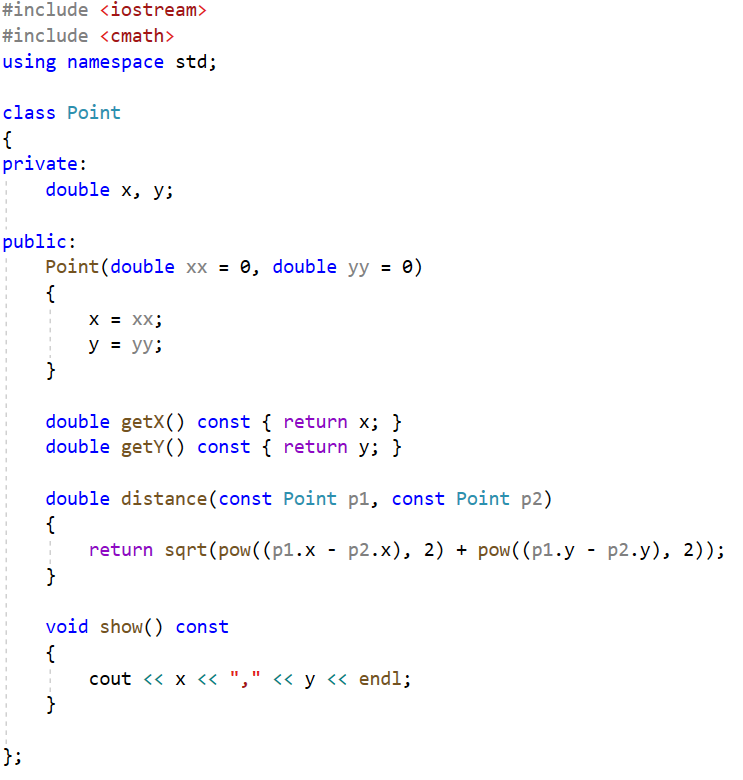 #include <iostream>
#include <cmath>
using namespace std;

class Point
{
private:
    double x, y;

public:
    Point(double xx = 0, double yy = 0)
    {
        x = xx;
        y = yy;
    }

    double getX() const { return x; }
    double getY() const { return y; }

    double distance(const Point p1, const Point p2)
    {
        return sqrt(pow((p1.x - p2.x), 2) + pow((p1.y - p2.y), 2));
    }

    void show() const
    {
        cout << x << "," << y << endl;
    }

};